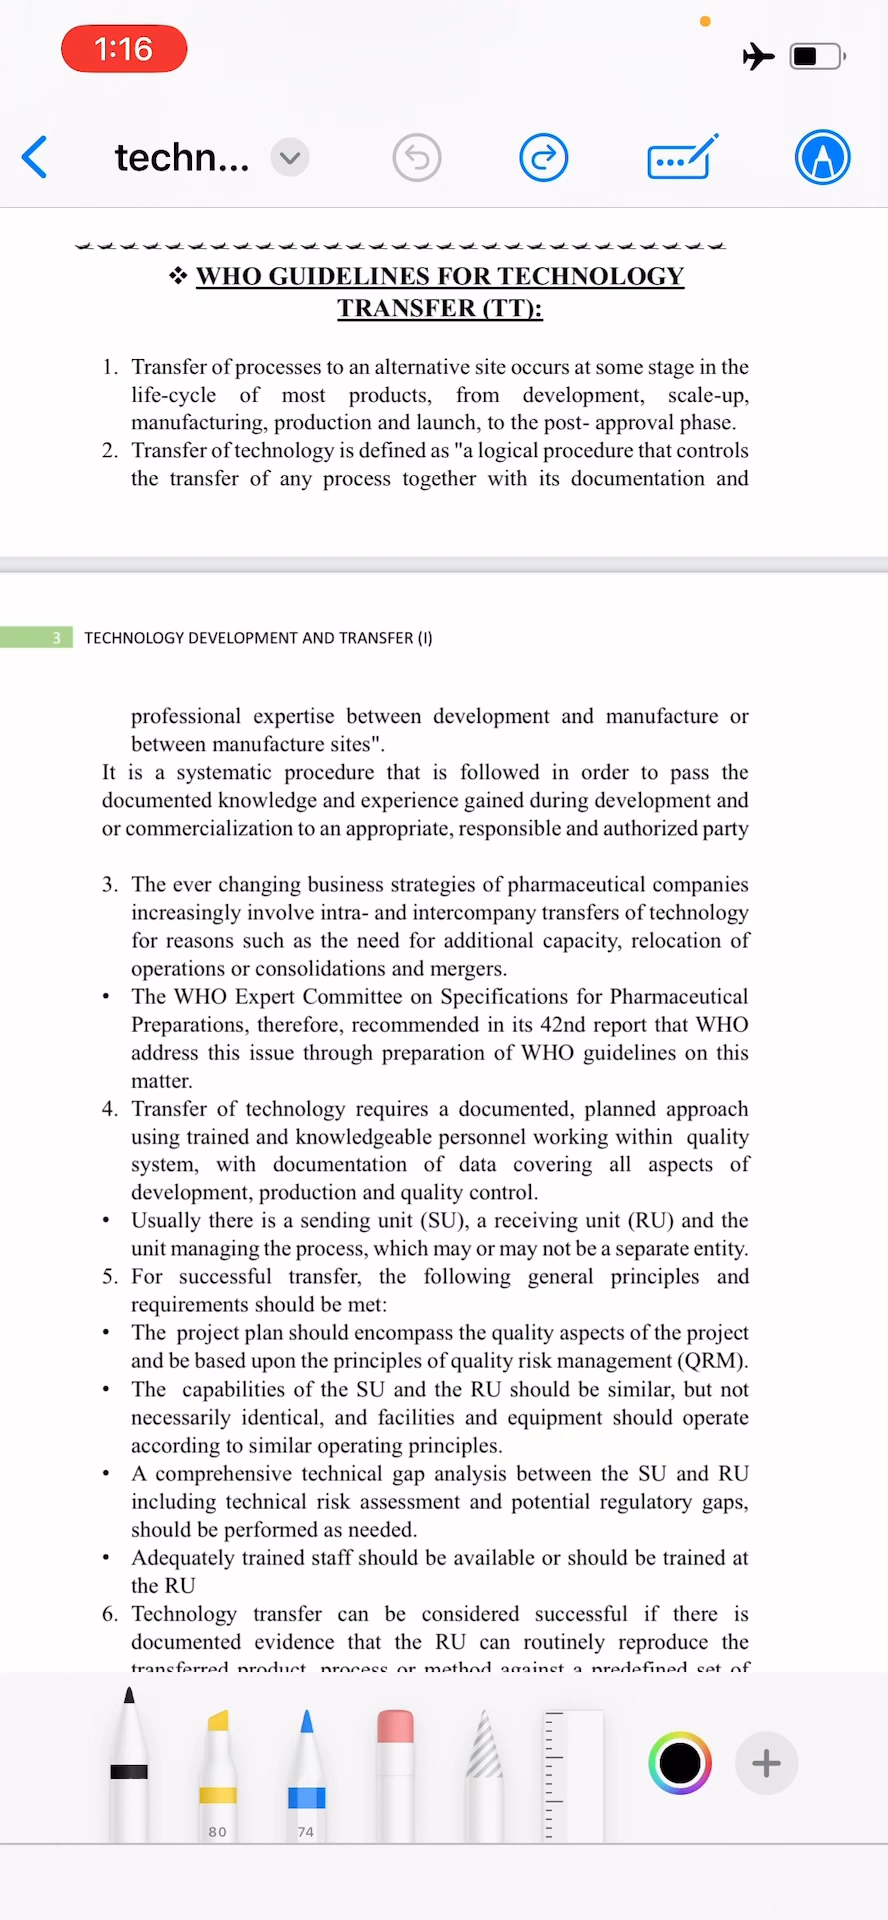 1:16
techn...
❖ WHO GUIDELINES FOR TECHNOLOGY
TRANSFER (TT):
1. Transfer of processes to an alternative site occurs at some stage in the
life-cycle of most products, from development, scale-up,
manufacturing, production and launch, to the post- approval phase.
2. Transfer of technology is defined as "a logical procedure that controls
the transfer of any process together with its documentation and
3 TECHNOLOGY DEVELOPMENT AND TRANSFER (I)
professional expertise between development and manufacture or
between manufacture sites".
It is a systematic procedure that is followed in order to pass the
documented knowledge and experience gained during development and
or commercialization to an appropriate, responsible and authorized party
3. The ever changing business strategies of pharmaceutical companies
increasingly involve intra- and intercompany transfers of technology
for reasons such as the need for additional capacity, relocation of
operations or consolidations and mergers.
• The WHO Expert Committee on Specifications for Pharmaceutical
Preparations, therefore, recommended in its 42nd report that WHO
address this issue through preparation of WHO guidelines on this
matter.
4. Transfer of technology requires a documented, planned approach
using trained and knowledgeable personnel working within quality
system, with documentation of data covering all aspects of
development, production and quality control.
• Usually there is a sending unit (SU), a receiving unit (RU) and the
unit managing the process, which may or may not be a separate entity.
5. For successful transfer, the following general principles and
requirements should be met:
• The project plan should encompass the quality aspects of the project
and be based upon the principles of quality risk management (QRM).
• The capabilities of the SU and the RU should be similar, but not
necessarily identical, and facilities and equipment should operate
according to similar operating principles.
• A comprehensive technical gap analysis between the SU and RU
including technical risk assessment and potential regulatory gaps,
should be performed as needed.
• Adequately trained staff should be available or should be trained at
the RU
6. Technology transfer can be considered successful if there is
documented evidence that the RU can routinely reproduce the
transferred product, process or method against a predefined set of
80
74